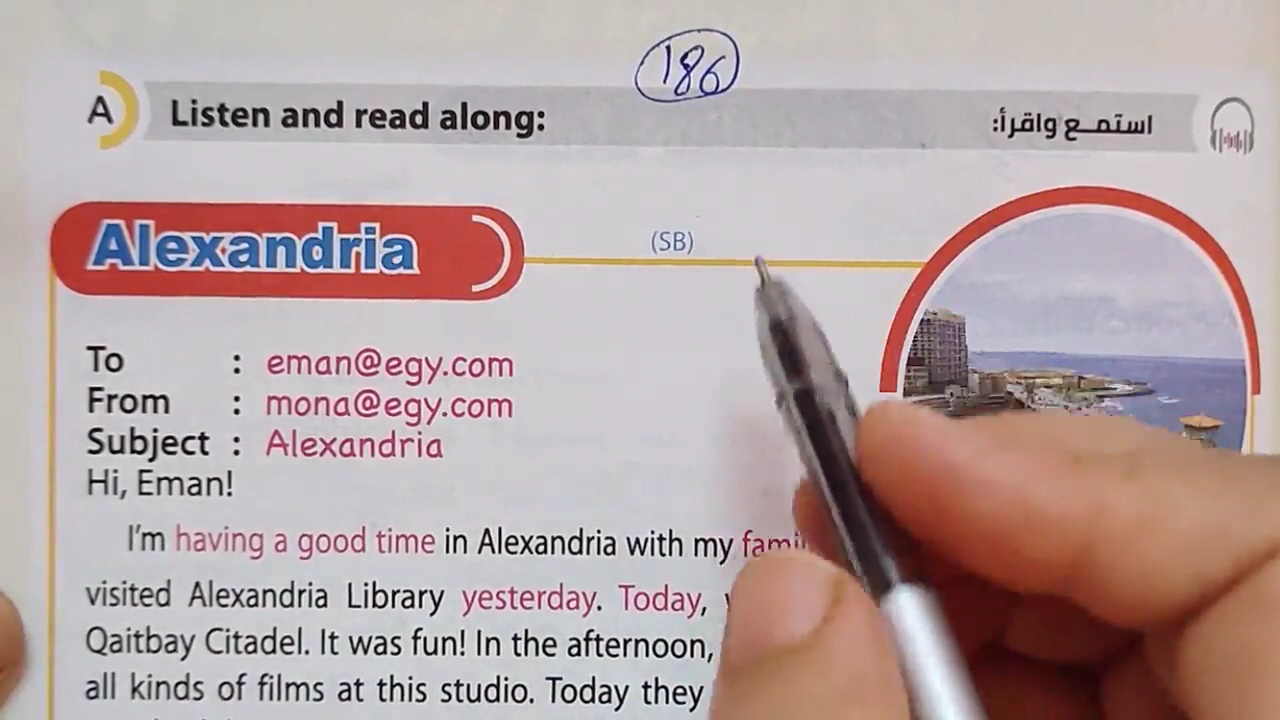 186
A Listen and read along: استمع واقرأ:
Alexandria (SB)
To : eman@egy.com
From : mona@egy.com
Subject : Alexandria
Hi, Eman!
I'm having a good time in Alexandria with my
visited Alexandria Library yesterday. Today,
Qaitbay Citadel. It was fun! In the afternoon,
all kinds of films at this studio. Today they